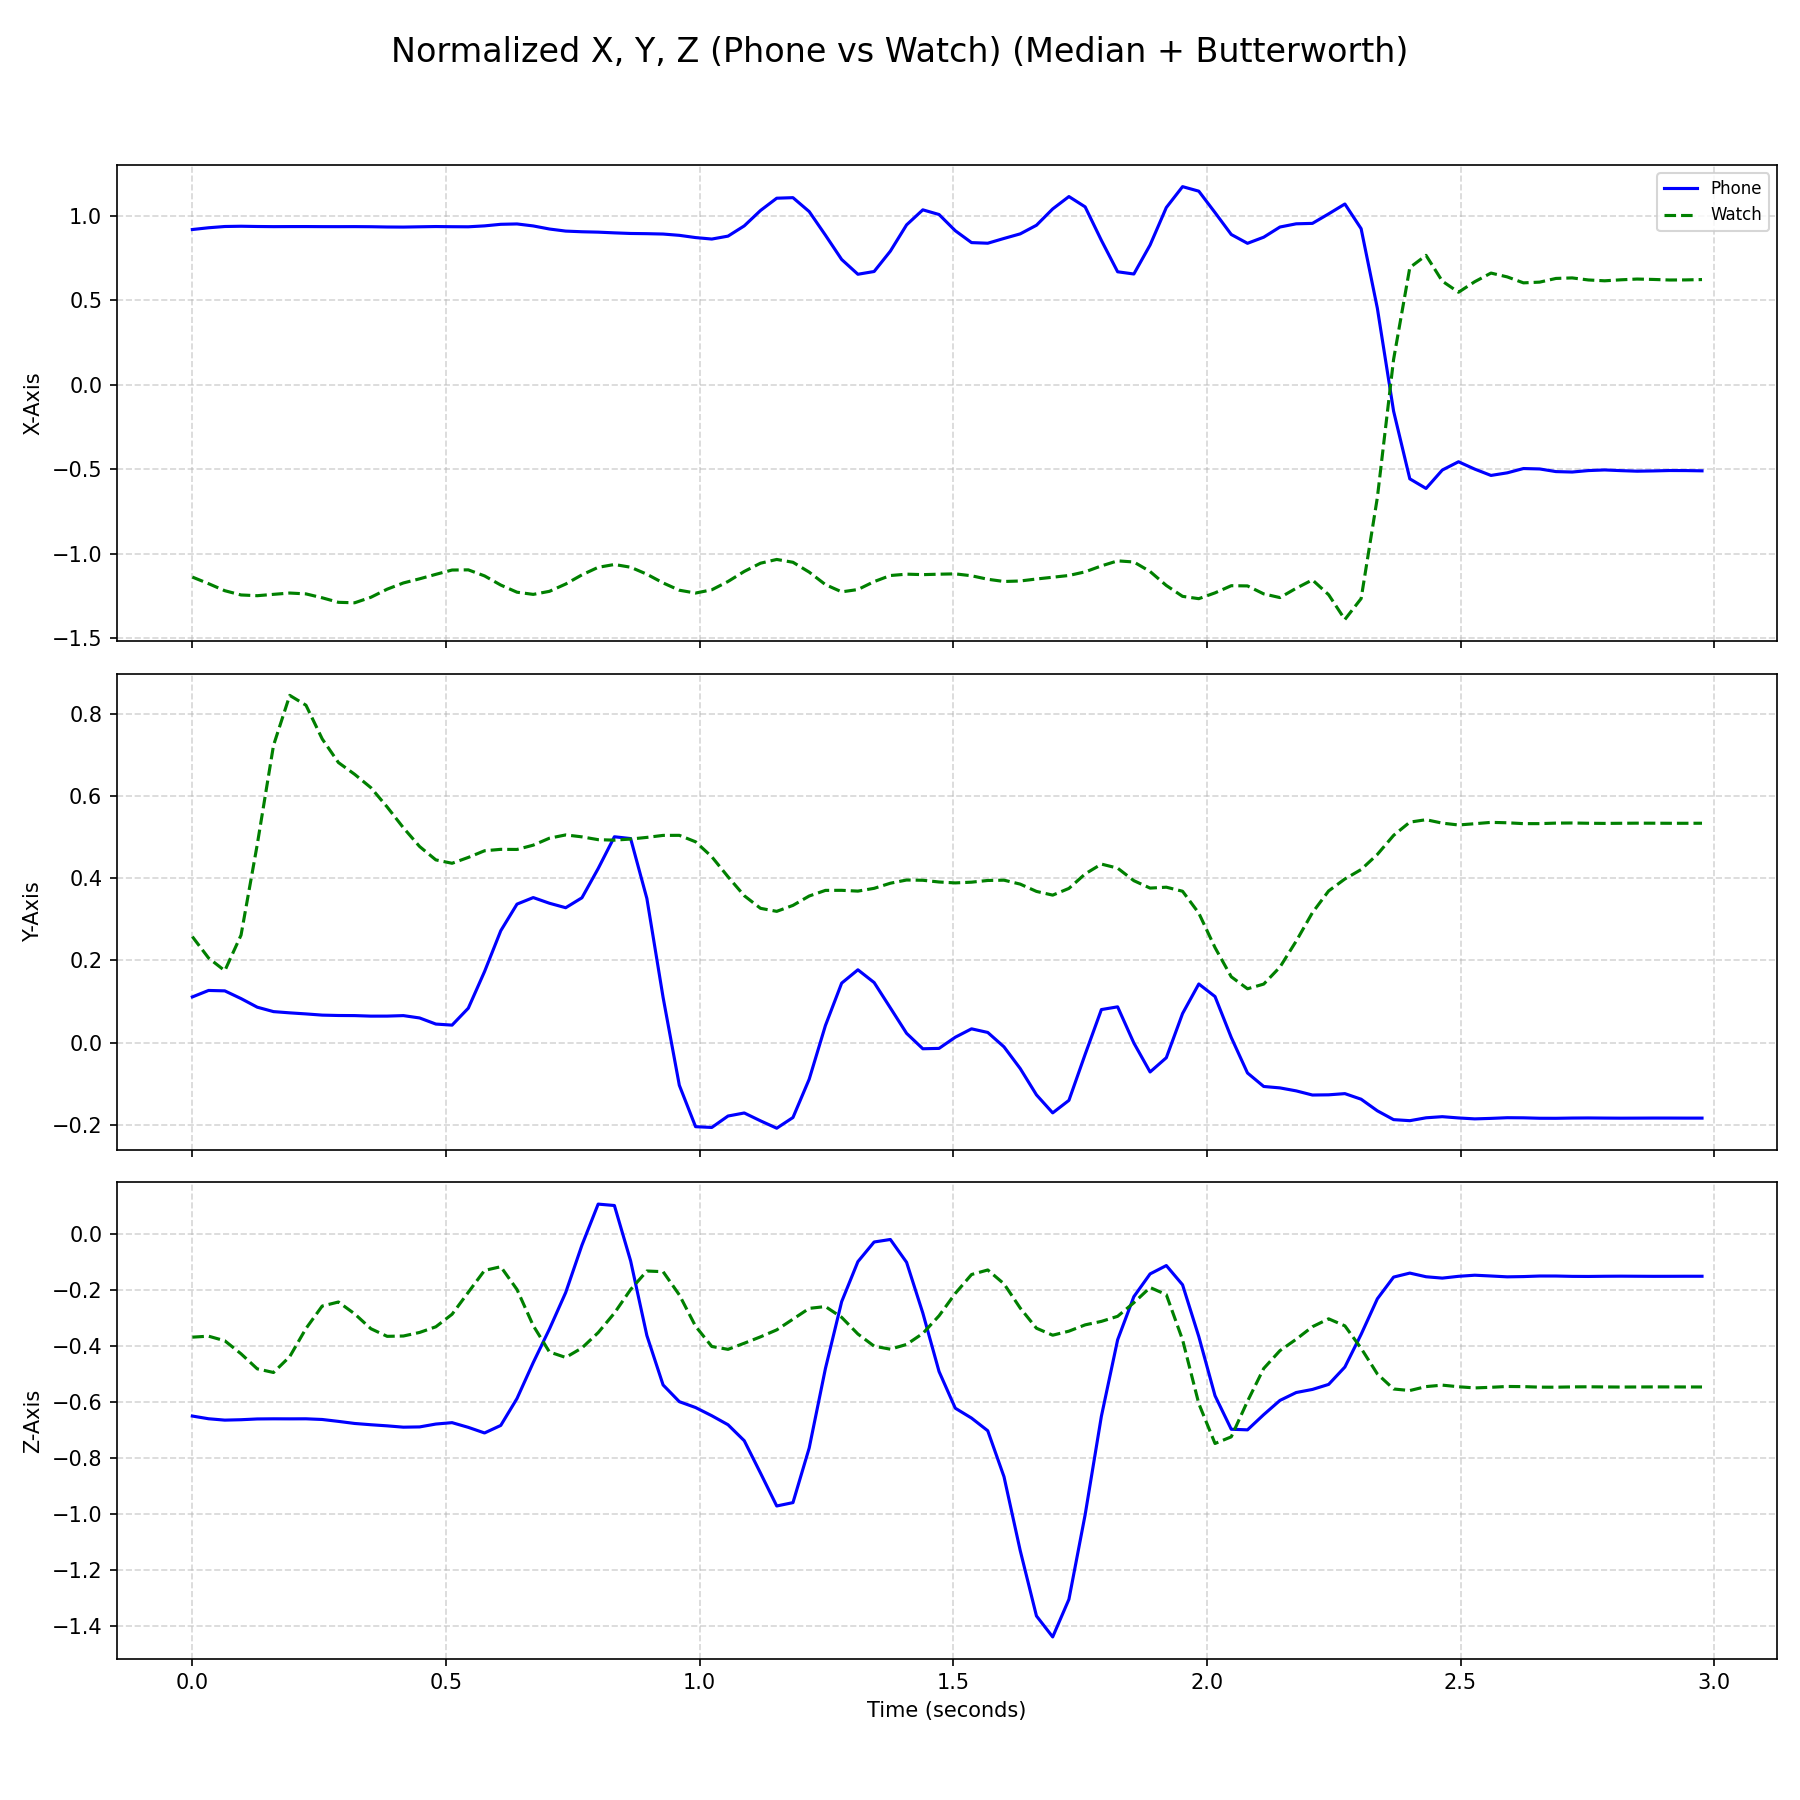 Normalized X, Y, Z (Phone vs Watch) (Median + Butterworth)
Phone
Watch
X-Axis
1.0
0.5
0.0
−0.5
−1.0
−1.5
Y-Axis
0.8
0.6
0.4
0.2
0.0
−0.2
Z-Axis
0.0
−0.2
−0.4
−0.6
−0.8
−1.0
−1.2
−1.4
0.0 0.5 1.0 1.5 2.0 2.5 3.0
Time (seconds)